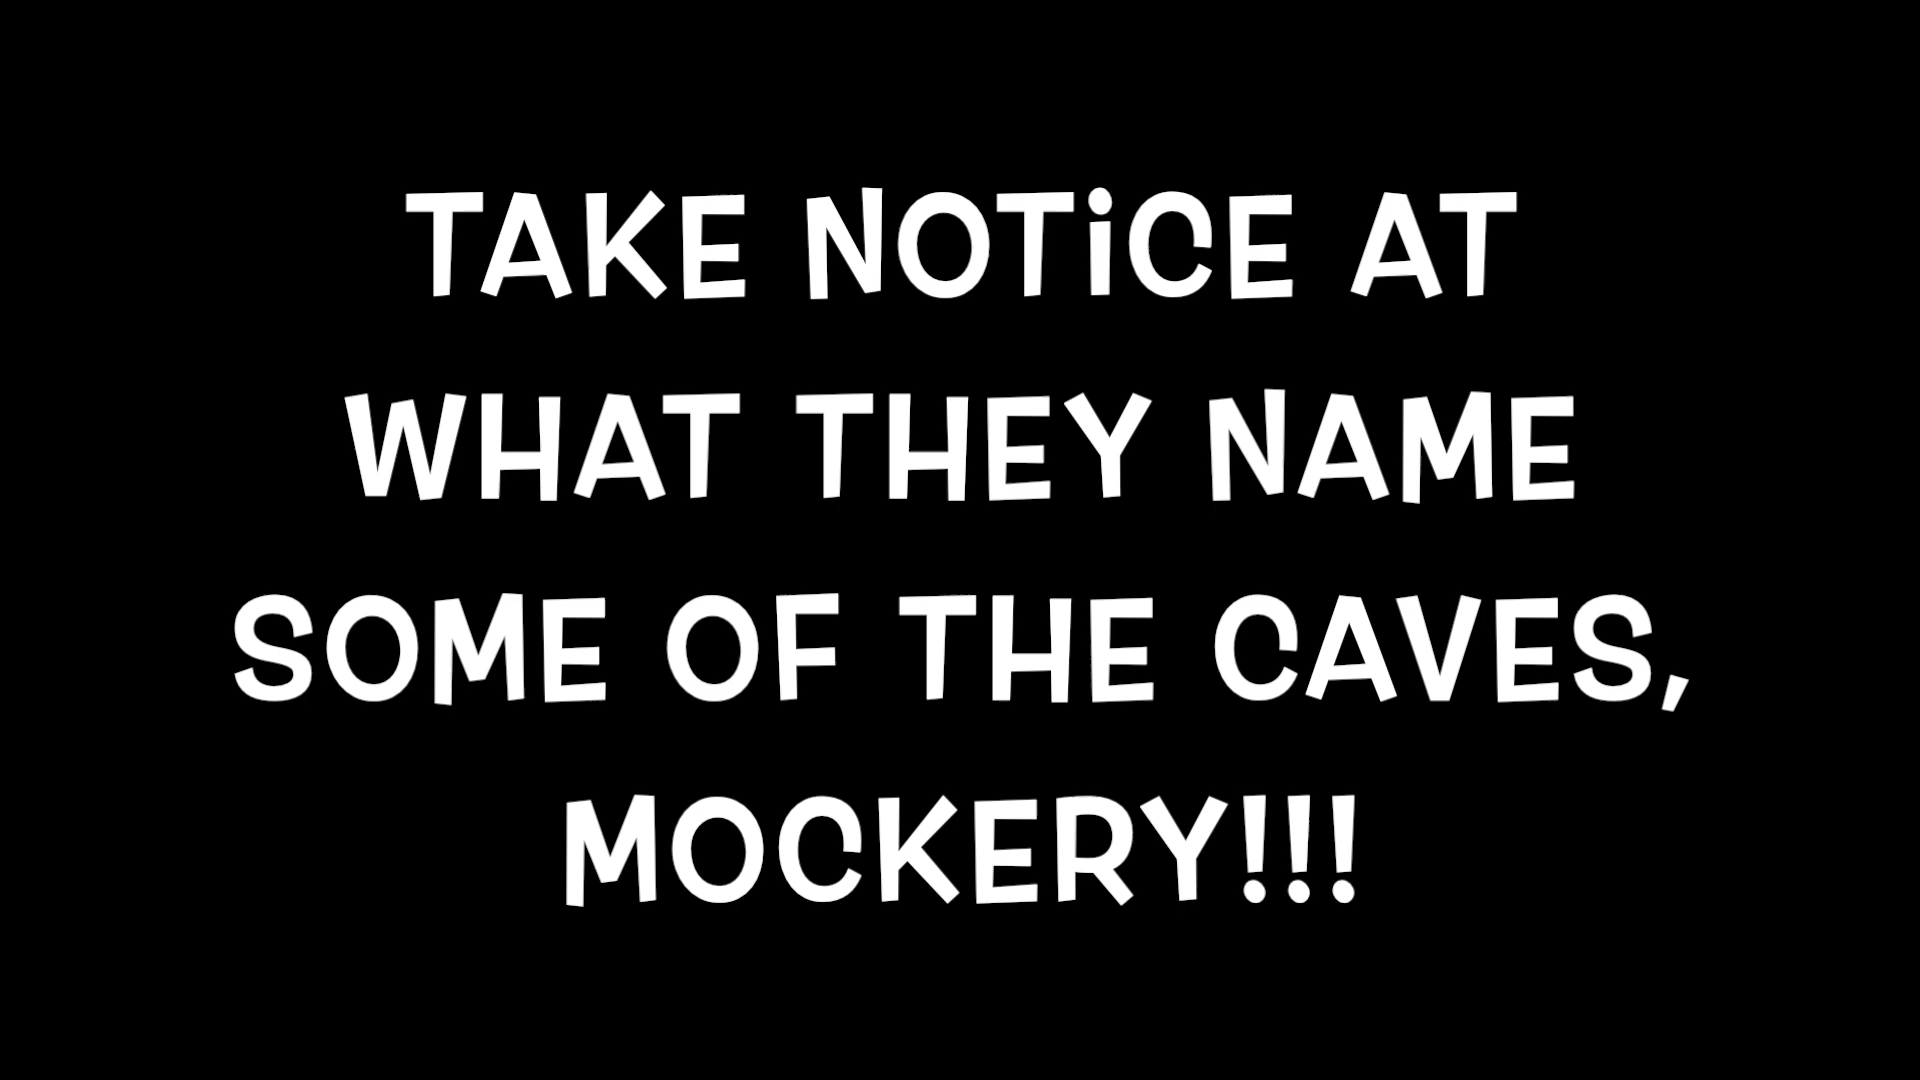 TAKE NOTiCE AT
WHAT THEY NAME
SOME OF THE CAVES,
MOCKERY!!!